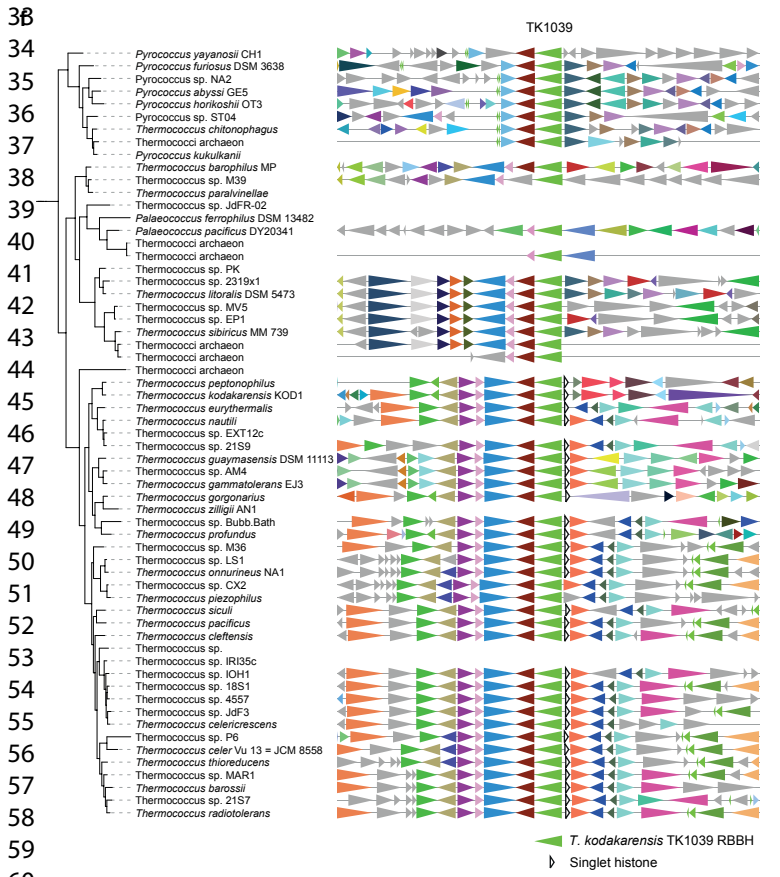 33
TK1039
34
Pyrococcus yayanosii CH1
Pyrococcus furiosus DSM 3638
35
Pyrococcus sp. NA2
Pyrococcus abyssi GE5
Pyrococcus horikoshii OT3
36
Pyrococcus sp. ST04
Thermococcus chitonophagus
37
Thermococci archaeon
Pyrococcus kukulkanii
Thermococcus barophilus MP
38
Thermococcus sp. M39
Thermococcus paralvinellae
39
Thermococcus sp. JdFR-02
Palaeococcus ferrophilus DSM 13482
Palaeococcus pacificus DY20341
40
Thermococci archaeon
Thermococci archaeon
41
Thermococcus sp. PK
Thermococcus sp. 2319x1
Thermococcus litoralis DSM 5473
42
Thermococcus sp. MV5
Thermococcus sp. EP1
Thermococcus sibiricus MM 739
43
Thermococci archaeon
Thermococci archaeon
44
Thermococci archaeon
Thermococcus peptonophilus
45
Thermococcus kodakarensis KOD1
Thermococcus eurythermalis
Thermococcus nautili
46
Thermococcus sp. EXT12c
Thermococcus sp. 21S9
47
Thermococcus guaymasensis DSM 11113
Thermococcus sp. AM4
Thermococcus gammatolerans EJ3
48
Thermococcus gorgonarius
Thermococcus zilligii AN1
Thermococcus sp. Bubb.Bath
49
Thermococcus profundus
Thermococcus sp. M36
50
Thermococcus sp. LS1
Thermococcus onnurineus NA1
Thermococcus sp. CX2
51
Thermococcus piezophilus
Thermococcus siculi
52
Thermococcus pacificus
Thermococcus cleftensis
53
Thermococcus sp.
Thermococcus sp. IRI35c
Thermococcus sp. IOH1
54
Thermococcus sp. 18S1
Thermococcus sp. 4557
Thermococcus sp. JdF3
55
Thermococcus celericrescens
Thermococcus sp. P6
56
Thermococcus celer Vu 13 = JCM 8558
Thermococcus thioreducens
Thermococcus sp. MAR1
57
Thermococcus barossii
Thermococcus sp. 21S7
58
Thermococcus radiotolerans
T. kodakarensis TK1039 RBBH
59
Singlet histone